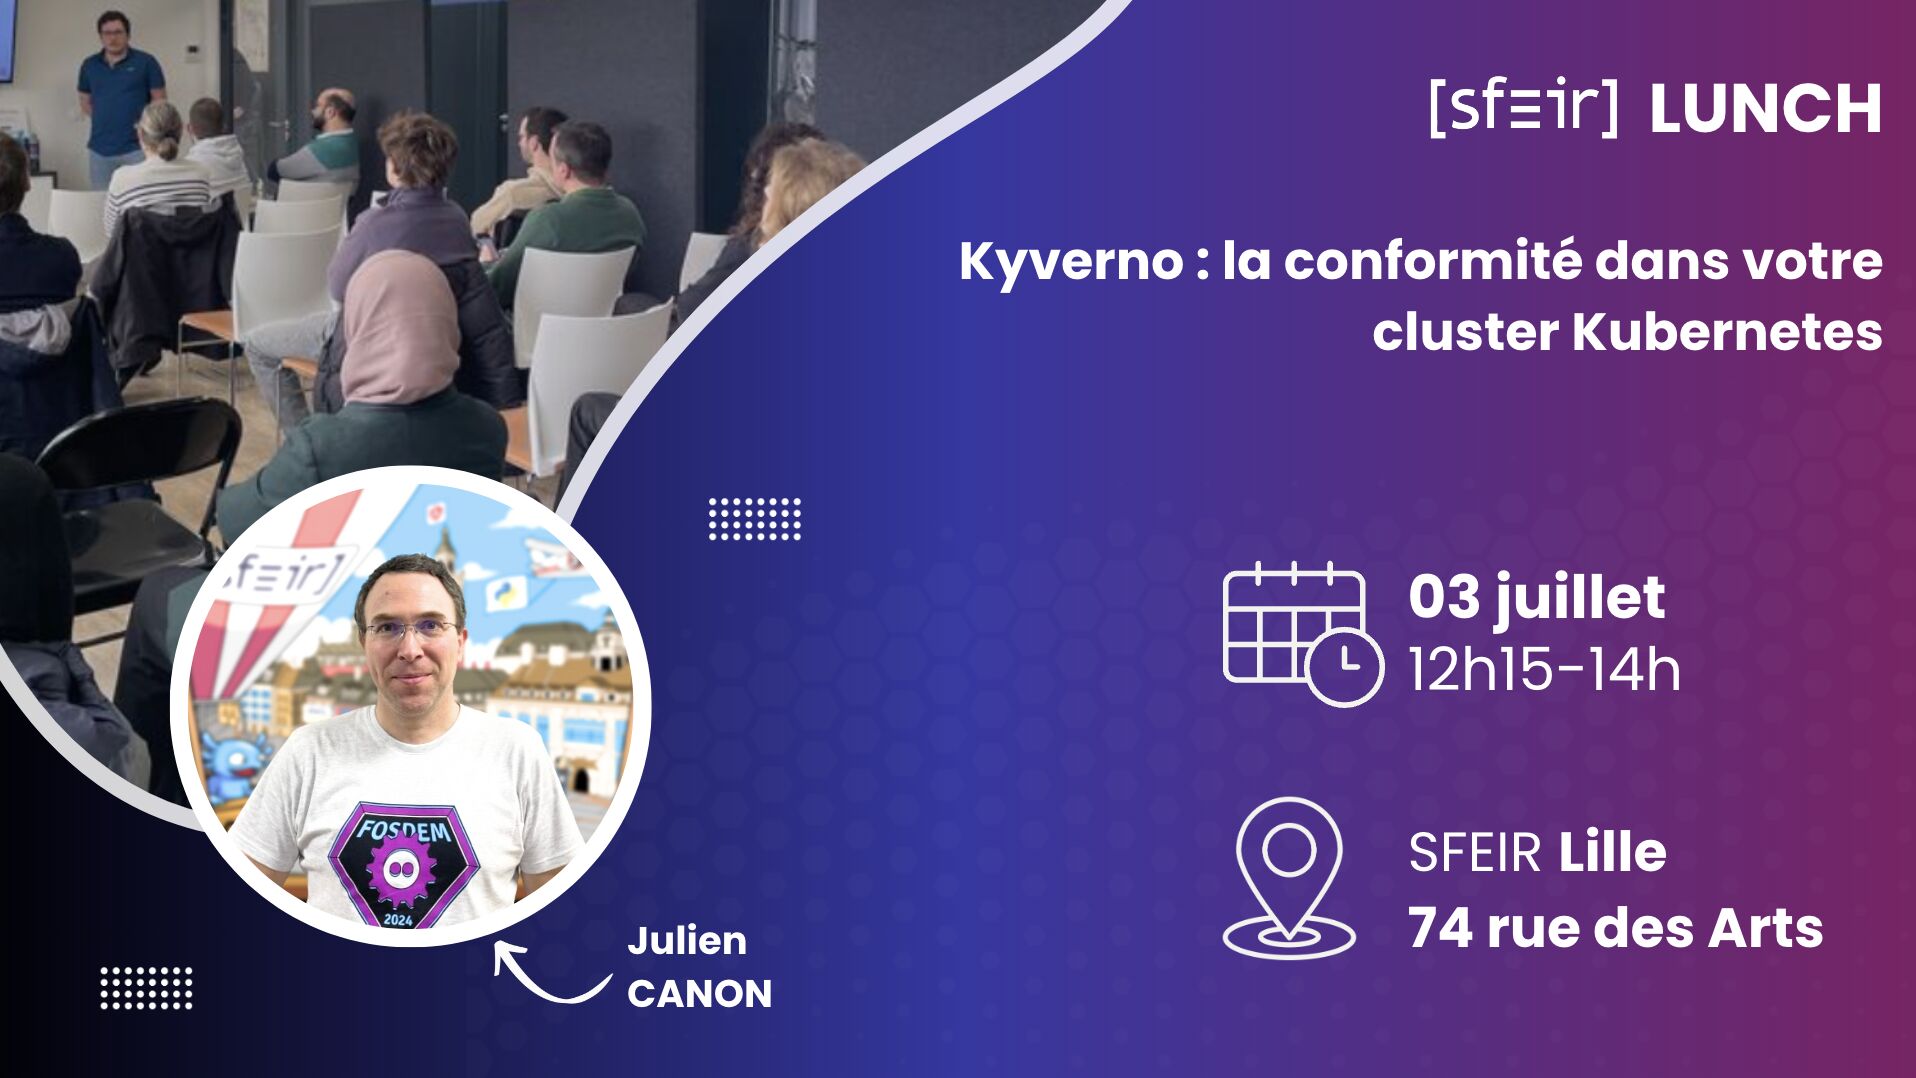 [sfeir] LUNCH
Kyverno : la conformité dans votre
cluster Kubernetes
03 juillet
12h15-14h
SFEIR Lille
74 rue des Arts
sfeir]
FOSDEM
2024
Julien
CANON